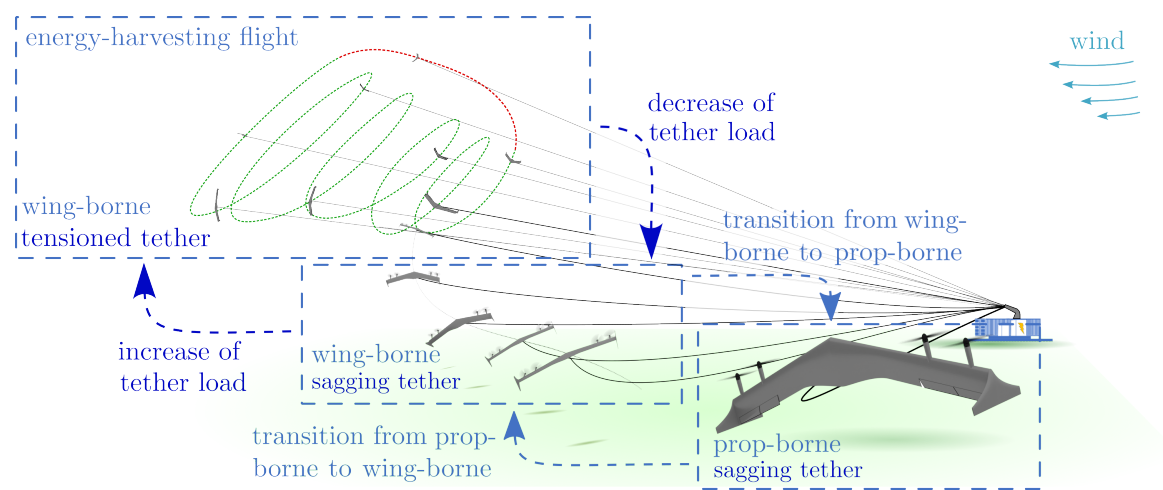 energy-harvesting flight
wind
decrease of
tether load
wing-borne
tensioned tether
transition from wing-
borne to prop-borne
increase of
tether load
wing-borne
sagging tether
transition from prop-
borne to wing-borne
prop-borne
sagging tether